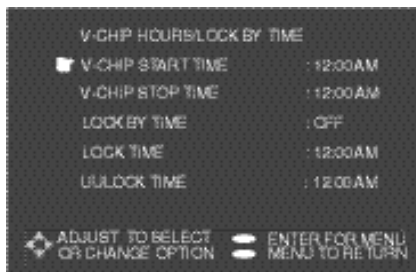 V-CHIP HOURS/LOCK BY TIME
V-CHIP START TIME : 12:00AM
V-CHIP STOP TIME : 12:00AM
LOCK BY TIME : OFF
LOCK TIME : 12:00AM
UULOCK TIME : 12:00AM
ADJUST TO SELECT
OR CHANGE OPTION
ENTER FOR MENU
MENU TO RETURN